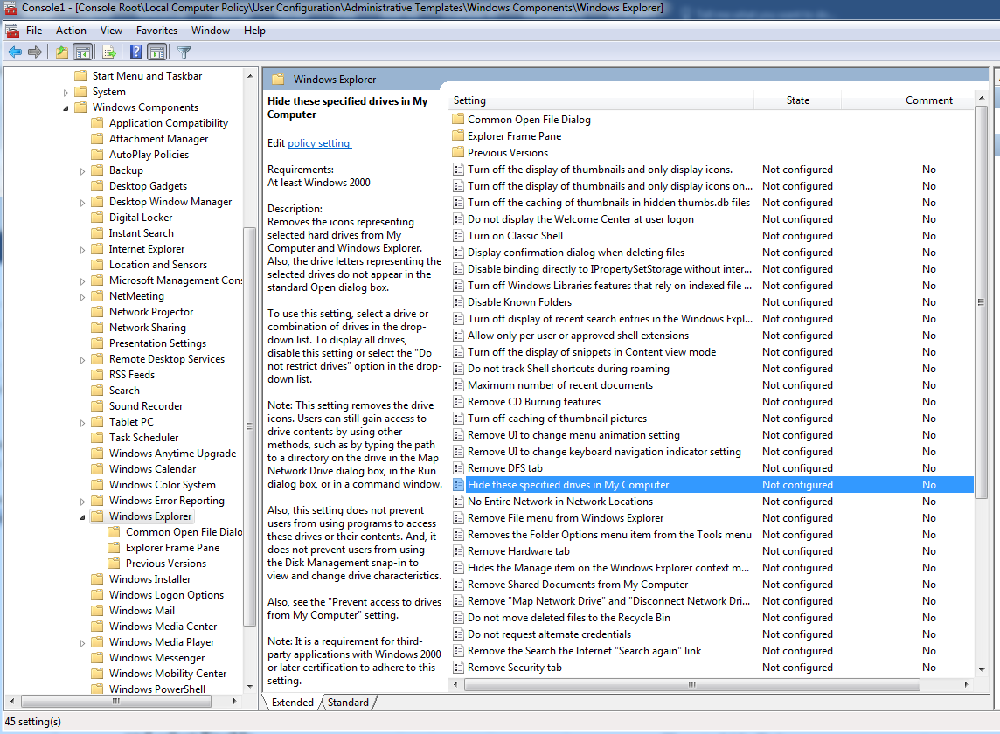 Console1 - [Console Root\Local Computer Policy\User Configuration\Administrative Templates\Windows Components\Windows Explorer]
File Action View Favorites Window Help
Start Menu and Taskbar
System
Windows Components
Application Compatibility
Attachment Manager
AutoPlay Policies
Backup
Desktop Gadgets
Desktop Window Manager
Digital Locker
Instant Search
Internet Explorer
Location and Sensors
Microsoft Management Con
NetMeeting
Network Projector
Network Sharing
Presentation Settings
Remote Desktop Services
RSS Feeds
Search
Sound Recorder
Tablet PC
Task Scheduler
Windows Anytime Upgrade
Windows Calendar
Windows Color System
Windows Error Reporting
Windows Explorer
Common Open File Dialo
Explorer Frame Pane
Previous Versions
Windows Installer
Windows Logon Options
Windows Mail
Windows Media Center
Windows Media Player
Windows Messenger
Windows Mobility Center
Windows PowerShell
Windows Explorer
Hide these specified drives in My
Computer
Edit policy setting
Requirements:
At least Windows 2000
Description:
Removes the icons representing
selected hard drives from My
Computer and Windows Explorer.
Also, the drive letters representing the
selected drives do not appear in the
standard Open dialog box.
To use this setting, select a drive or
combination of drives in the drop-
down list. To display all drives,
disable this setting or select the "Do
not restrict drives" option in the drop-
down list.
Note: This setting removes the drive
icons. Users can still gain access to
drive contents by using other
methods, such as by typing the path
to a directory on the drive in the Map
Network Drive dialog box, in the Run
dialog box, or in a command window.
Also, this setting does not prevent
users from using programs to access
these drives or their contents. And, it
does not prevent users from using
the Disk Management snap-in to
view and change drive characteristics.
Also, see the "Prevent access to drives
from My Computer" setting.
Note: It is a requirement for third-
party applications with Windows 2000
or later certification to adhere to this
setting.
Setting State Comment
Common Open File Dialog
Explorer Frame Pane
Previous Versions
Turn off the display of thumbnails and only display icons. Not configured No
Turn off the display of thumbnails and only display icons on... Not configured No
Turn off the caching of thumbnails in hidden thumbs.db files Not configured No
Do not display the Welcome Center at user logon Not configured No
Turn on Classic Shell Not configured No
Display confirmation dialog when deleting files Not configured No
Disable binding directly to IPropertySetStorage without inter... Not configured No
Turn off Windows Libraries features that rely on indexed file ... Not configured No
Disable Known Folders Not configured No
Turn off display of recent search entries in the Windows Expl... Not configured No
Allow only per user or approved shell extensions Not configured No
Turn off the display of snippets in Content view mode Not configured No
Do not track Shell shortcuts during roaming Not configured No
Maximum number of recent documents Not configured No
Remove CD Burning features Not configured No
Turn off caching of thumbnail pictures Not configured No
Remove UI to change menu animation setting Not configured No
Remove UI to change keyboard navigation indicator setting Not configured No
Remove DFS tab Not configured No
Hide these specified drives in My Computer Not configured No
No Entire Network in Network Locations Not configured No
Remove File menu from Windows Explorer Not configured No
Removes the Folder Options menu item from the Tools menu Not configured No
Remove Hardware tab Not configured No
Hides the Manage item on the Windows Explorer context m... Not configured No
Remove Shared Documents from My Computer Not configured No
Remove "Map Network Drive" and "Disconnect Network Dri... Not configured No
Do not move deleted files to the Recycle Bin Not configured No
Do not request alternate credentials Not configured No
Remove the Search the Internet "Search again" link Not configured No
Remove Security tab Not configured No
Extended Standard
45 setting(s)